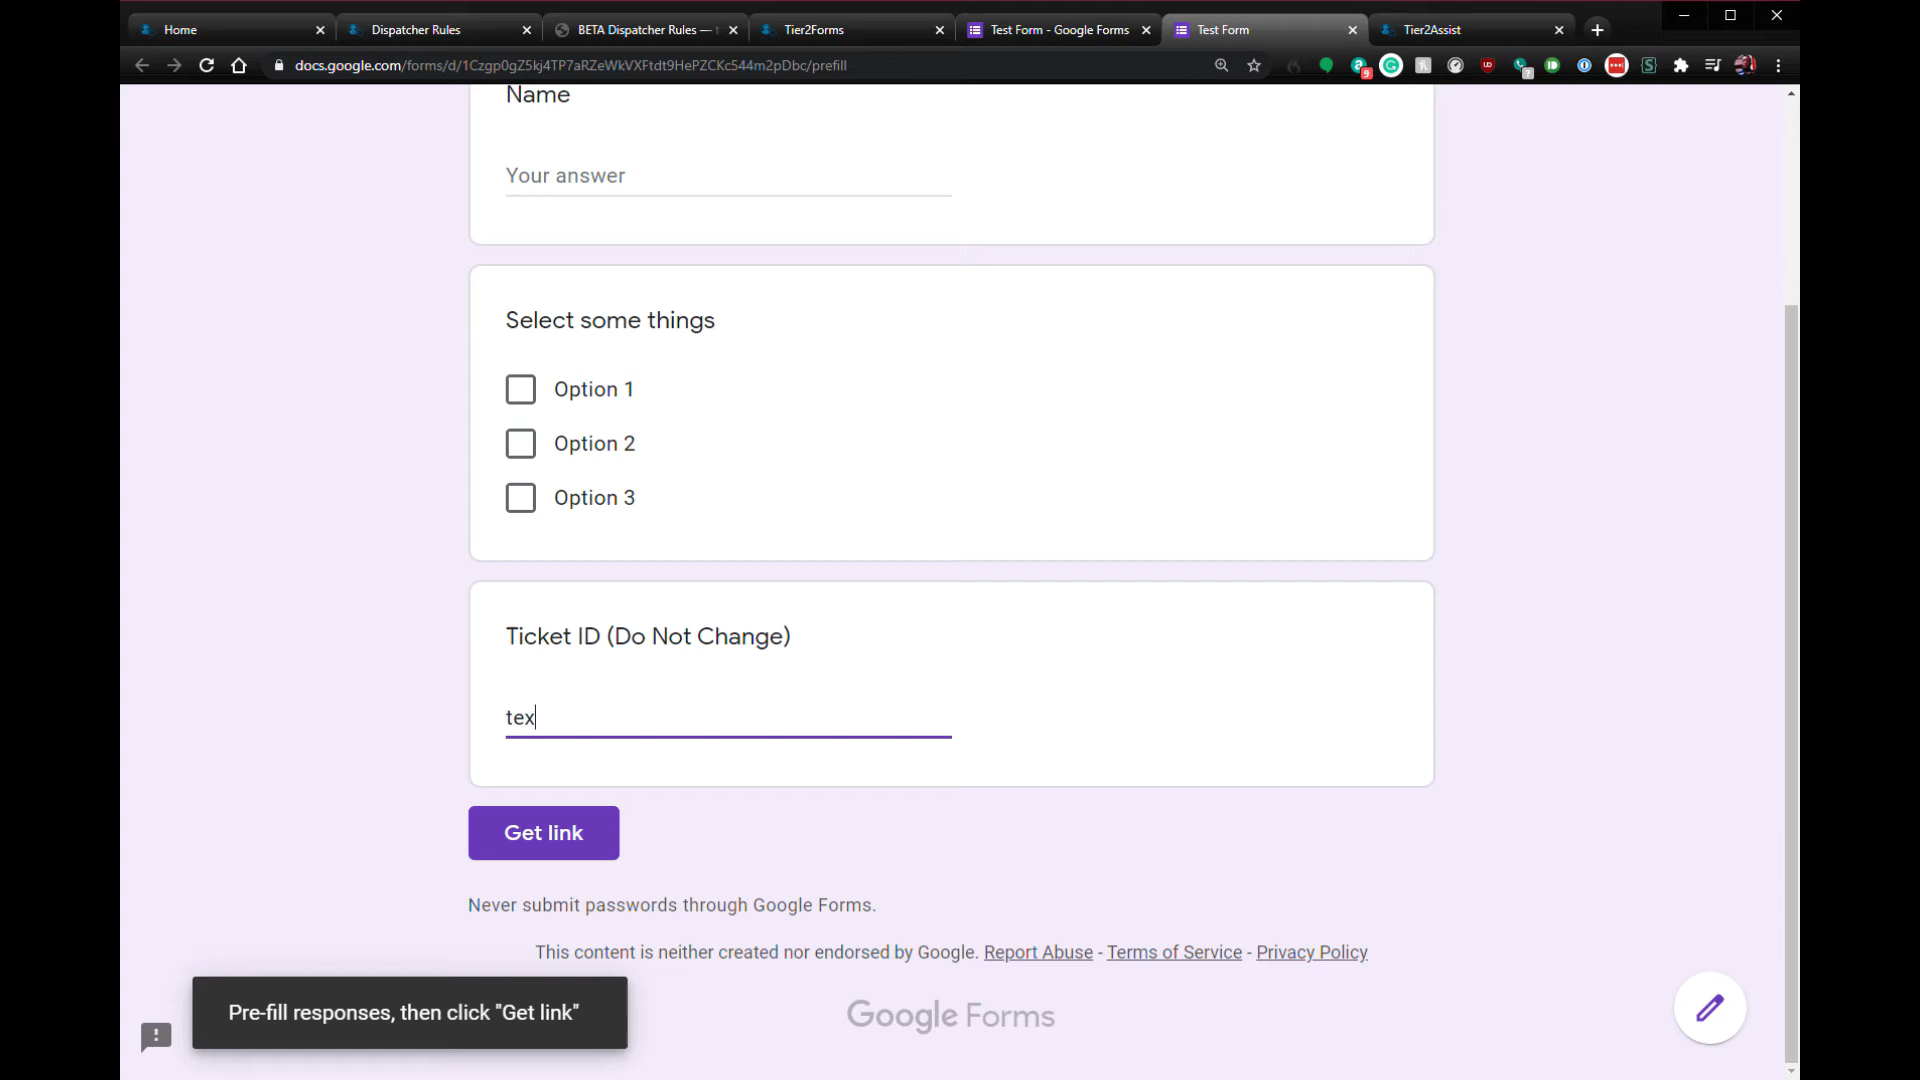 Home
Dispatcher Rules
BETA Dispatcher Rules — t
Tier2Forms
Test Form - Google Forms
Test Form
Tier2Assist
docs.google.com/forms/d/1Czgp0gZ5kj4TP7aRZeWkVXFtdt9HePZCKc544m2pDbc/prefill
9
UD
?
Name
Your answer
Select some things
Option 1
Option 2
Option 3
Ticket ID (Do Not Change)
tex
Get link
Never submit passwords through Google Forms.
This content is neither created nor endorsed by Google. Report Abuse - Terms of Service - Privacy Policy
Google Forms
Pre-fill responses, then click "Get link"